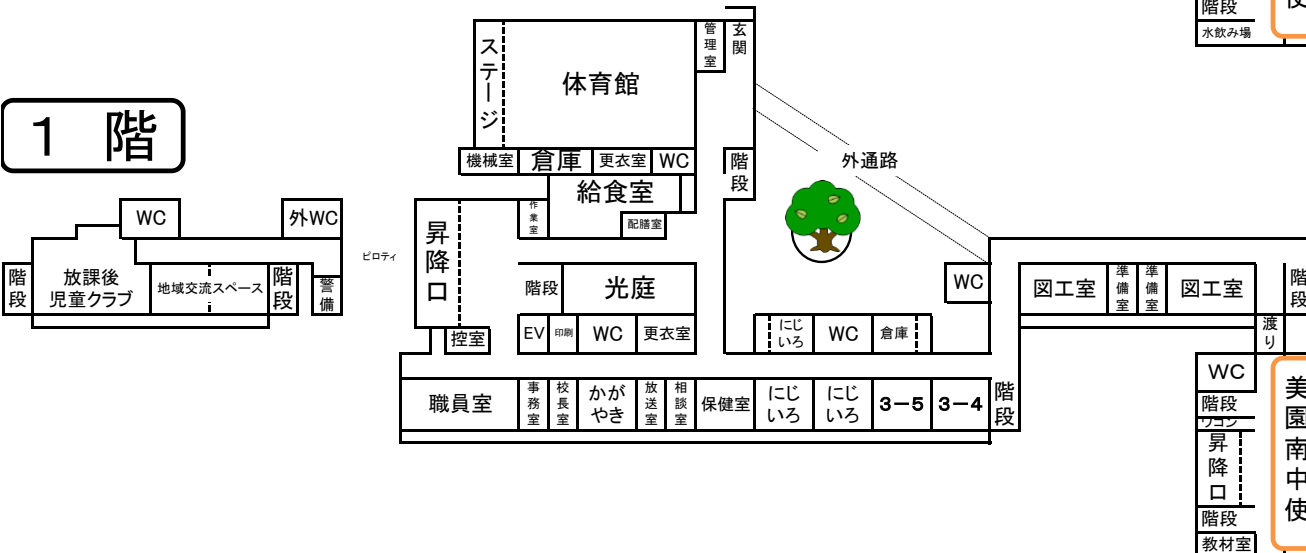 階段
水飲み場
使
管理室
玄関
ステージ
体育館
1 階
機械室
倉庫
更衣室
WC
階段
外通路
給食室
作業室
配膳室
WC
外WC
昇降口
ピロティ
階段
放課後
児童クラブ
地域交流スペース
階段
警備
階段
光庭
WC
図工室
準備室
準備室
図工室
階段
控室
EV
印刷
WC
更衣室
にじ
いろ
WC
倉庫
渡り
職員室
事務室
校長室
かが
やき
放送室
相談室
保健室
にじ
いろ
にじ
いろ
3-5
3-4
階段
WC
階段
昇降口
階段
教材室
美
園
南
中
使